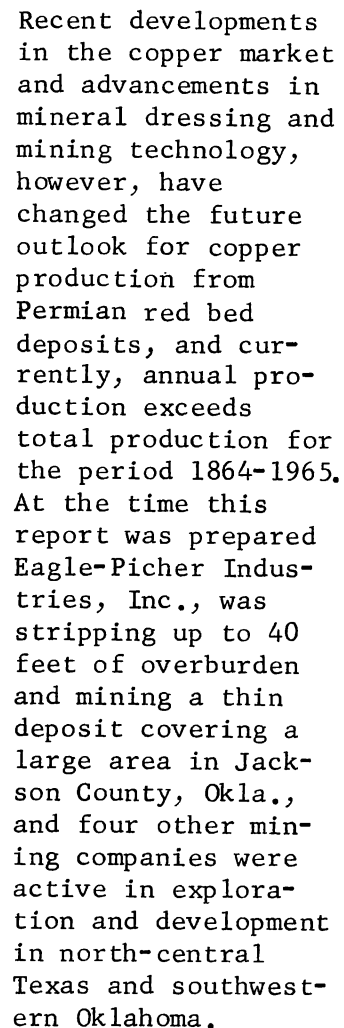 Recent developments
in the copper market
and advancements in
mineral dressing and
mining technology,
however, have
changed the future
outlook for copper
production from
Permian red bed
deposits, and cur-
rently, annual pro-
duction exceeds
total production for
the period 1864-1965.
At the time this
report was prepared
Eagle-Picher Indus-
tries, Inc., was
stripping up to 40
feet of overburden
and mining a thin
deposit covering a
large area in Jack-
son County, Okla.,
and four other min-
ing companies were
active in explora-
tion and development
in north-central
Texas and southwest-
ern Oklahoma.